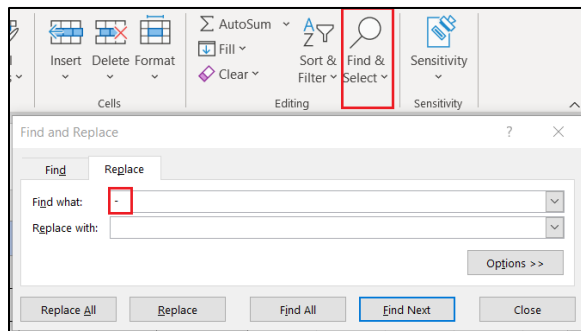 AutoSum
Fill
Clear
Insert Delete Format
Sort & Filter
Find & Select
Sensitivity
Cells
Editing
Sensitivity
Find and Replace
?
Find
Replace
Find what: -
Replace with:
Options >>
Replace All
Replace
Find All
Find Next
Close